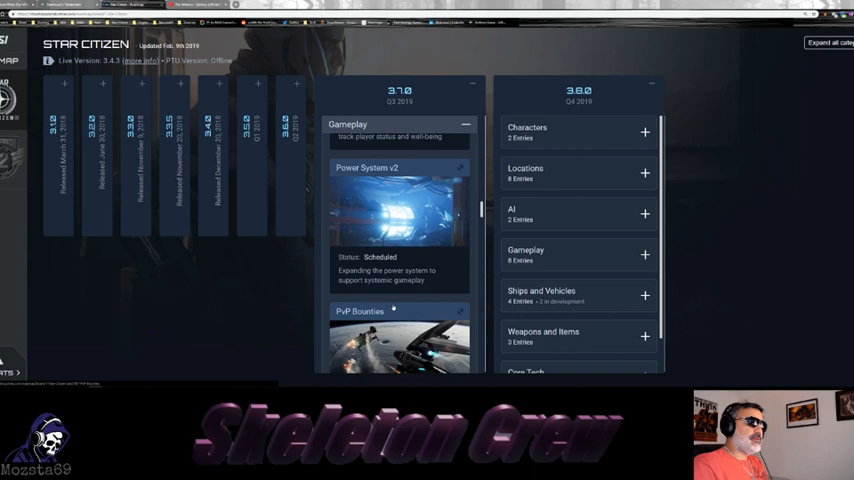 STAR CITIZEN • Updated Feb. 9th 2019
Expand all cate
Live Version: 3.4.3 (more info) • PTU Version: Offline
3.1.0 Released March 31, 2018
3.2.0 Released June 30, 2018
3.3.0 Released November 9, 2018
3.3.5 Released November 20, 2018
3.4.0 Released December 20, 2018
3.5.0 Q1 2019
3.6.0 Q2 2019
3.7.0
Q3 2019
Gameplay
track player status and well-being
Power System v2
Status: Scheduled
Expanding the power system to
support systemic gameplay
PvP Bounties
3.8.0
Q4 2019
Characters
2 Entries
Locations
8 Entries
AI
2 Entries
Gameplay
8 Entries
Ships and Vehicles
4 Entries • 2 in development
Weapons and Items
3 Entries
Core Tech
Skeleton Crew
Mozsta69
THINK